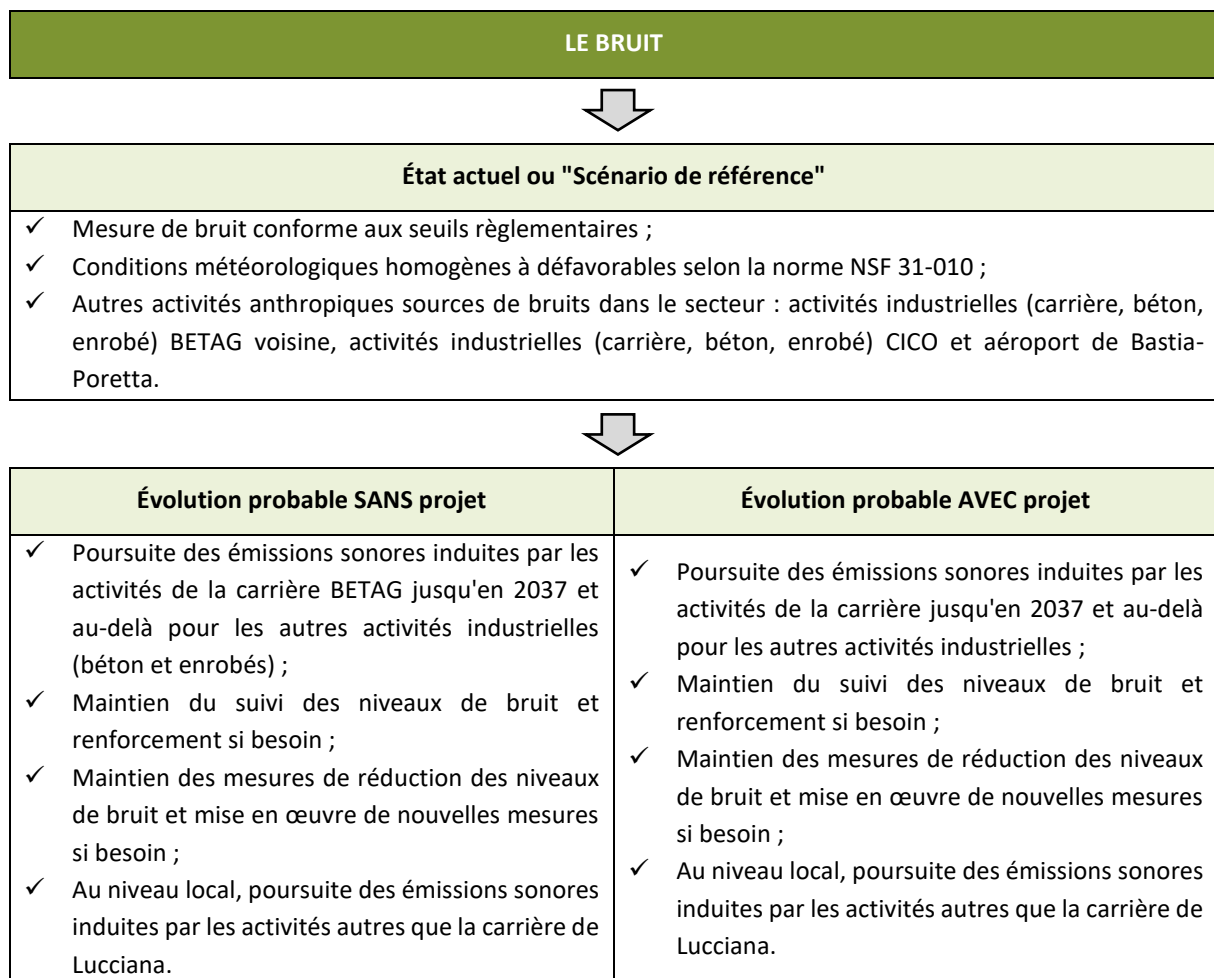 LE BRUIT
État actuel ou "Scénario de référence"
✓ Mesure de bruit conforme aux seuils règlementaires ;
✓ Conditions météorologiques homogènes à défavorables selon la norme NSF 31-010 ;
✓ Autres activités anthropiques sources de bruits dans le secteur : activités industrielles (carrière, béton,
enrobé) BETAG voisine, activités industrielles (carrière, béton, enrobé) CICO et aéroport de Bastia-
Poretta.
Évolution probable SANS projet
✓ Poursuite des émissions sonores induites par les
activités de la carrière BETAG jusqu'en 2037 et
au-delà pour les autres activités industrielles
(béton et enrobés) ;
✓ Maintien du suivi des niveaux de bruit et
renforcement si besoin ;
✓ Maintien des mesures de réduction des niveaux
de bruit et mise en œuvre de nouvelles mesures
si besoin ;
✓ Au niveau local, poursuite des émissions sonores
induites par les activités autres que la carrière de
Lucciana.
Évolution probable AVEC projet
✓ Poursuite des émissions sonores induites par les
activités de la carrière jusqu'en 2037 et au-delà
pour les autres activités industrielles ;
✓ Maintien du suivi des niveaux de bruit et
renforcement si besoin ;
✓ Maintien des mesures de réduction des niveaux
de bruit et mise en œuvre de nouvelles mesures
si besoin ;
✓ Au niveau local, poursuite des émissions sonores
induites par les activités autres que la carrière de
Lucciana.